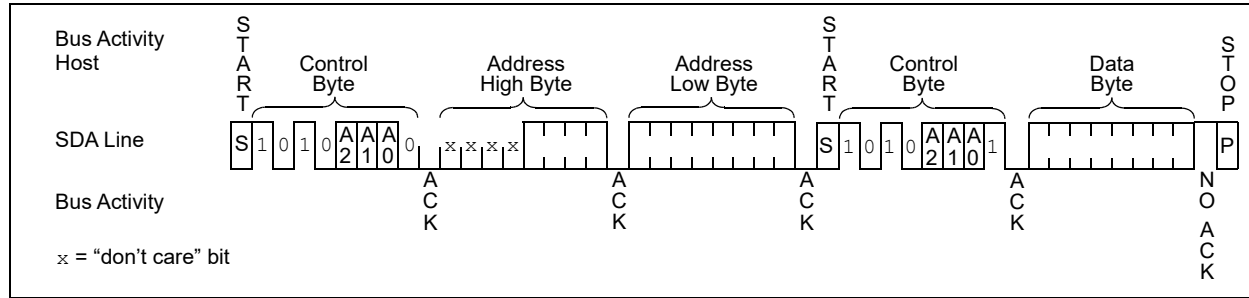 Bus Activity
Host
START
Control
Byte
Address
High Byte
Address
Low Byte
START
Control
Byte
Data
Byte
STOP
SDA Line
S 1 0 1 0 A2 A1 A0 0 x x x x S 1 0 1 0 A2 A1 A0 1 P
Bus Activity
ACK
ACK
ACK
ACK
NO ACK
x = “don’t care” bit